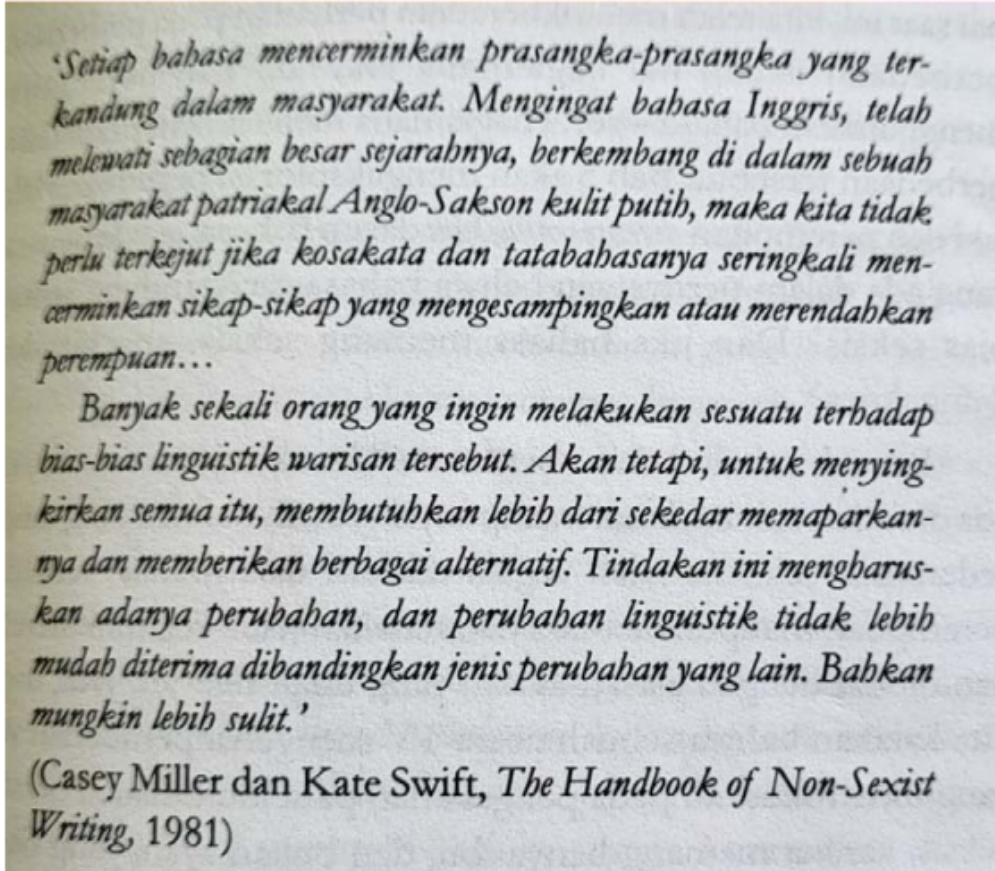 ‘Setiap bahasa mencerminkan prasangka-prasangka yang ter-
kandung dalam masyarakat. Mengingat bahasa Inggris, telah
melewati sebagian besar sejarahnya, berkembang di dalam sebuah
masyarakat patriakal Anglo-Sakson kulit putih, maka kita tidak
perlu terkejut jika kosakata dan tatabahasanya seringkali men-
cerminkan sikap-sikap yang mengesampingkan atau merendahkan
perempuan...
Banyak sekali orang yang ingin melakukan sesuatu terhadap
bias-bias linguistik warisan tersebut. Akan tetapi, untuk menying-
kirkan semua itu, membutuhkan lebih dari sekedar memaparkan-
nya dan memberikan berbagai alternatif. Tindakan ini mengharus-
kan adanya perubahan, dan perubahan linguistik tidak lebih
mudah diterima dibandingkan jenis perubahan yang lain. Bahkan
mungkin lebih sulit.’
(Casey Miller dan Kate Swift, The Handbook of Non-Sexist
Writing, 1981)